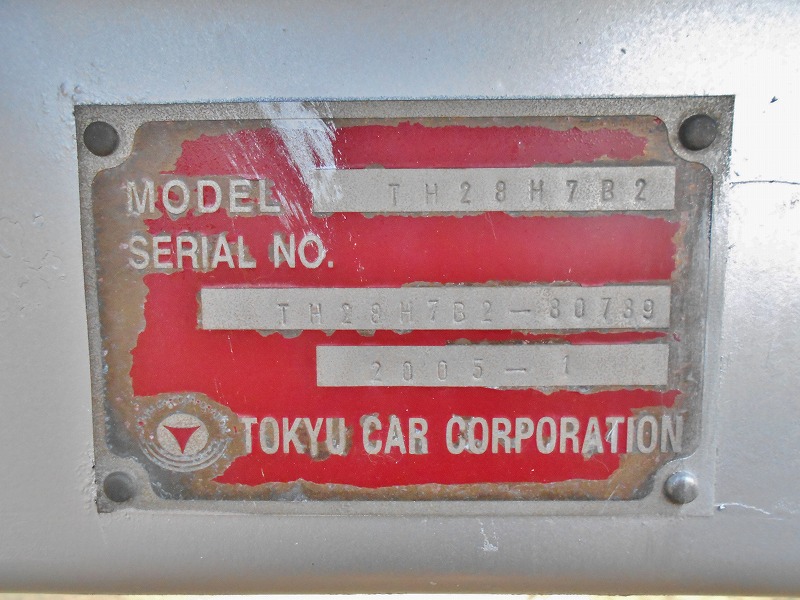 MODEL TH28H7B2
SERIAL NO.
TH28H7B2-80789
2005-1
TOKYU CAR CORPORATION